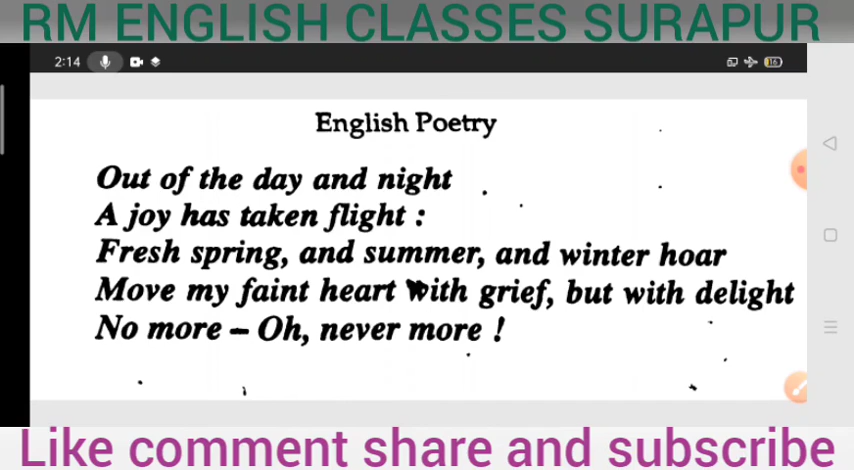 RM ENGLISH CLASSES SURAPUR
2:14
16
English Poetry
Out of the day and night
A joy has taken flight :
Fresh spring, and summer, and winter hoar
Move my faint heart with grief, but with delight
No more – Oh, never more !
Like comment share and subscribe